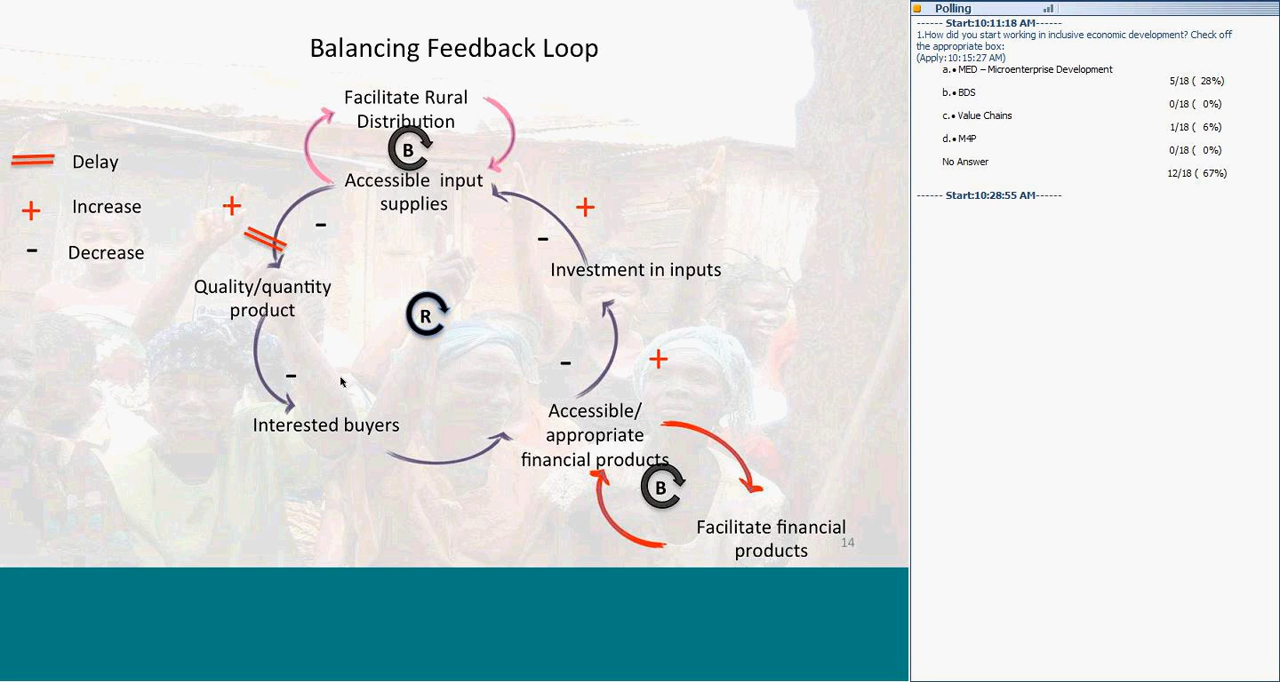 Balancing Feedback Loop
Facilitate Rural
Distribution
B
Accessible input
supplies
Delay
+
Increase
-
Decrease
+
-
+
-
Quality/quantity
product
Investment in inputs
R
-
-
+
Interested buyers
Accessible/
appropriate
financial products
B
Facilitate financial
products
14
Polling
------ Start:10:11:18 AM------
1.How did you start working in inclusive economic development? Check off
the appropriate box:
(Apply:10:15:27 AM)
a.• MED – Microenterprise Development
5/18 ( 28%)
b.• BDS
0/18 ( 0%)
c.• Value Chains
1/18 ( 6%)
d.• M4P
0/18 ( 0%)
No Answer
12/18 ( 67%)
------ Start:10:28:55 AM------